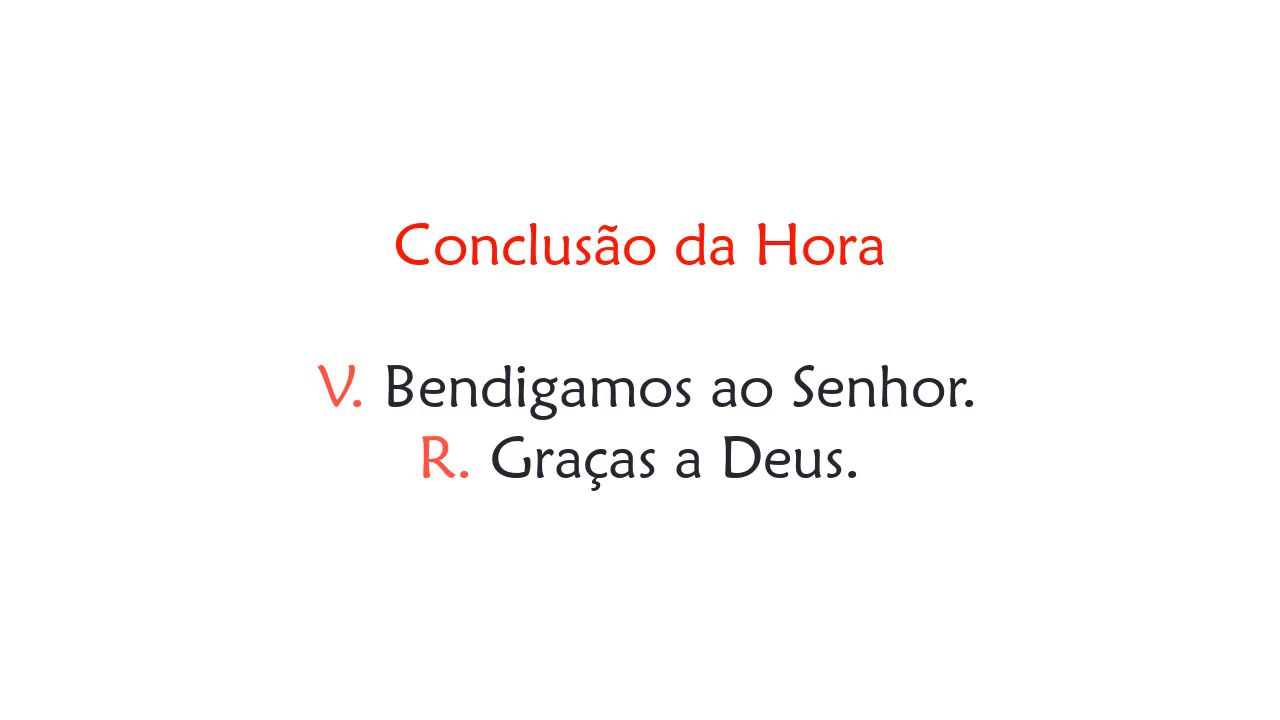 Conclusão da Hora
V. Bendigamos ao Senhor.
R. Graças a Deus.